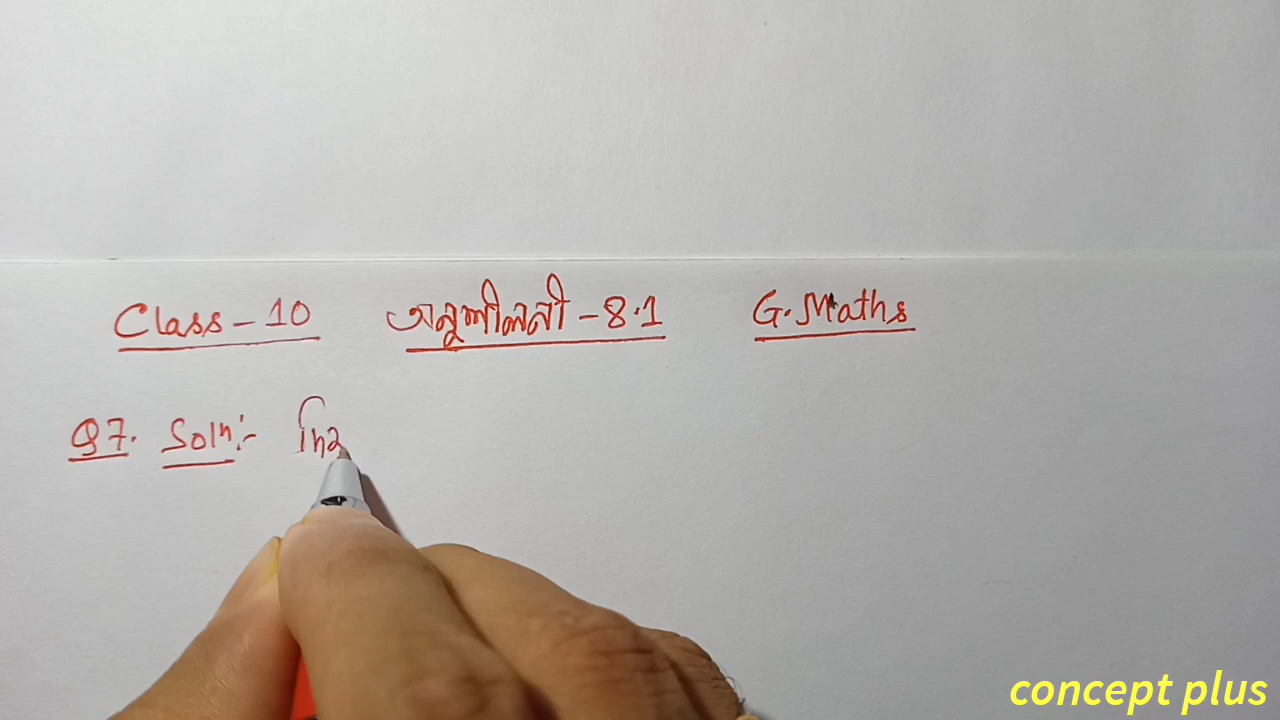 Class - 10 অনুশীলনী - 8.1 G. Maths
Q7. Soln:-
concept plus